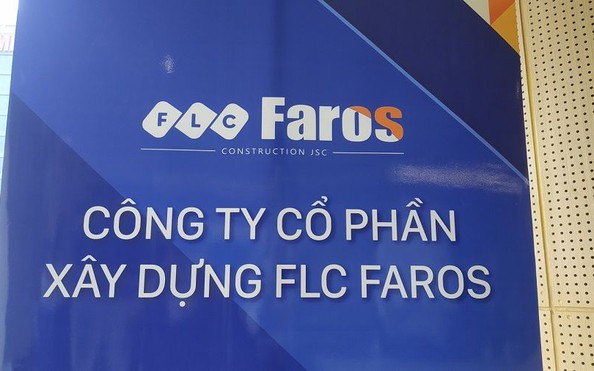 FLC Faros
CONSTRUCTION JSC
CÔNG TY CỔ PHẦN
XÂY DỰNG FLC FAROS